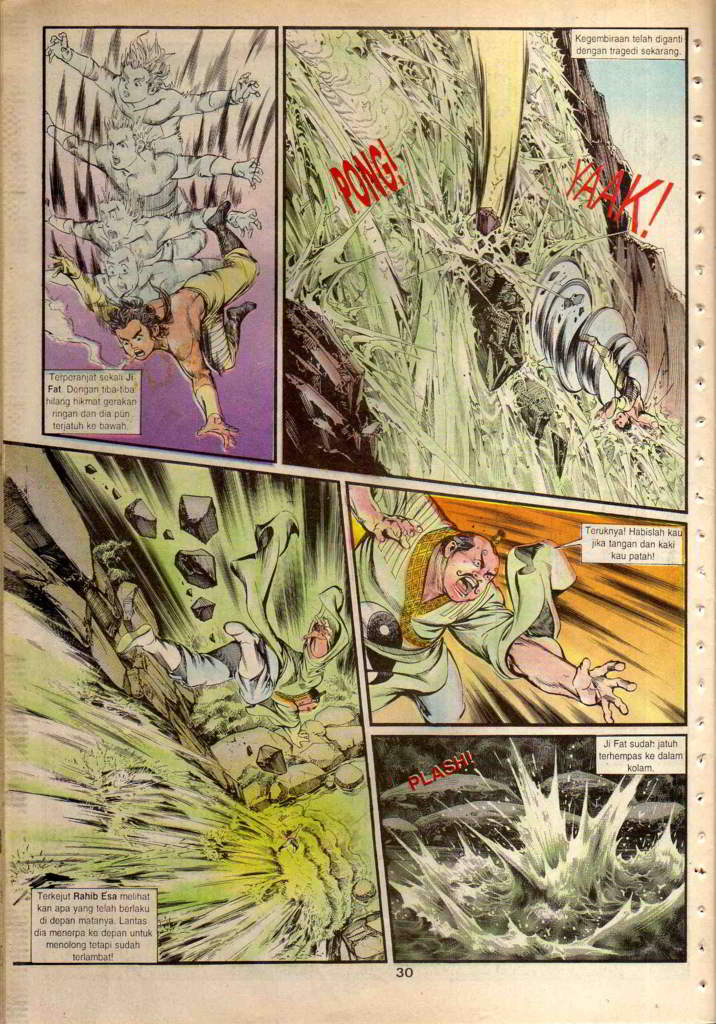 Terperanjat sekali Ji
Fat. Dengan tiba-tiba
hilang hikmat gerakan
ringan dan dia pun
terjatuh ke bawah.
Kegembiraan telah diganti
dengan tragedi sekarang.
PONG!
YAAK!
Terkejut Rahib Esa melihat
kan apa yang telah berlaku
di depan matanya. Lantas
dia menerpa ke depan untuk
menolong tetapi sudah
terlambat!
Teruknya! Habislah kau
jika tangan dan kaki
kau patah!
Ji Fat sudah jatuh
terhempas ke dalam
kolam.
PLASH!
30